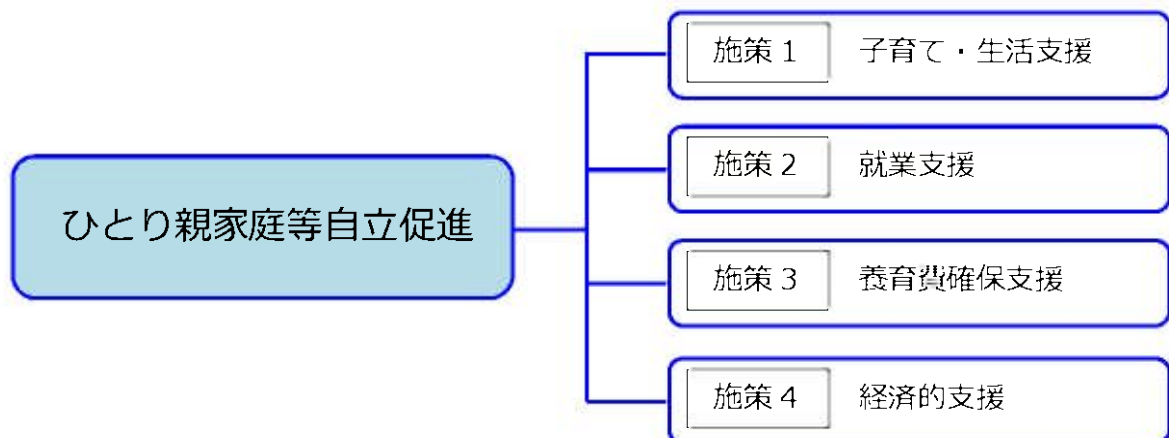 施策1 子育て・生活支援
施策2 就業支援
ひとり親家庭等自立促進
施策3 養育費確保支援
施策4 経済的支援